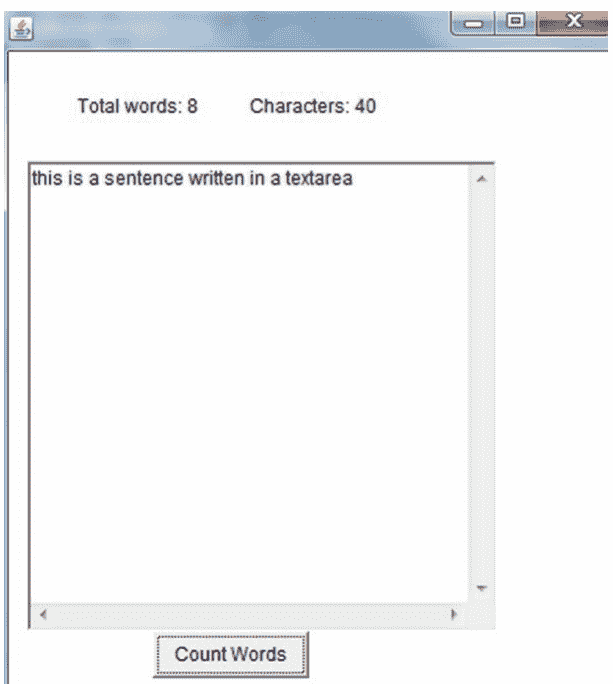 Total words: 8 Characters: 40
this is a sentence written in a textarea
Count Words